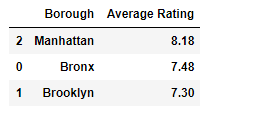 Borough Average Rating
2 Manhattan 8.18
0 Bronx 7.48
1 Brooklyn 7.30